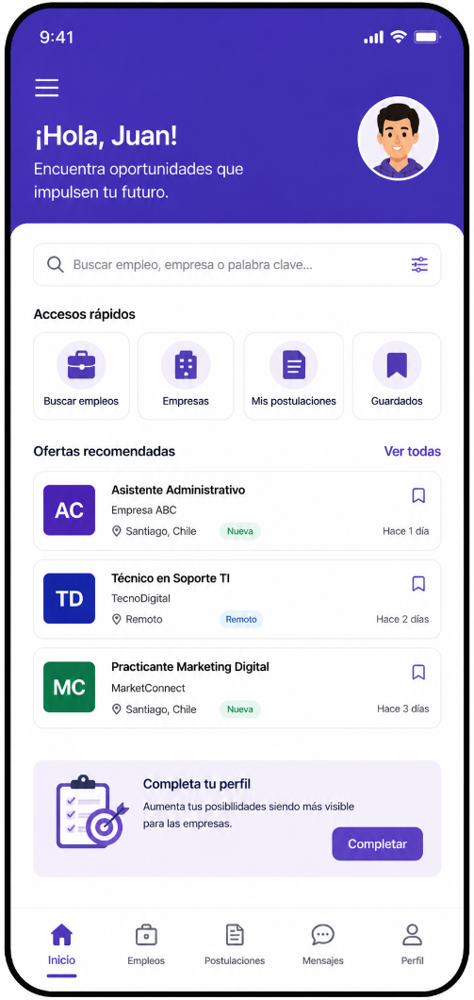 9:41
¡Hola, Juan!
Encuentra oportunidades que
impulsen tu futuro.
Buscar empleo, empresa o palabra clave...
Accesos rápidos
Buscar empleos
Empresas
Mis postulaciones
Guardados
Ofertas recomendadas
Ver todas
AC
Asistente Administrativo
Empresa ABC
Santiago, Chile
Nueva
Hace 1 día
TD
Técnico en Soporte TI
TecnoDigital
Remoto
Remoto
Hace 2 días
MC
Practicante Marketing Digital
MarketConnect
Santiago, Chile
Nueva
Hace 3 días
Completa tu perfil
Aumenta tus posibllidades siendo más visible
para las empresas.
Completar
Inicio
Empleos
Postulaciones
Mensajes
Perfil